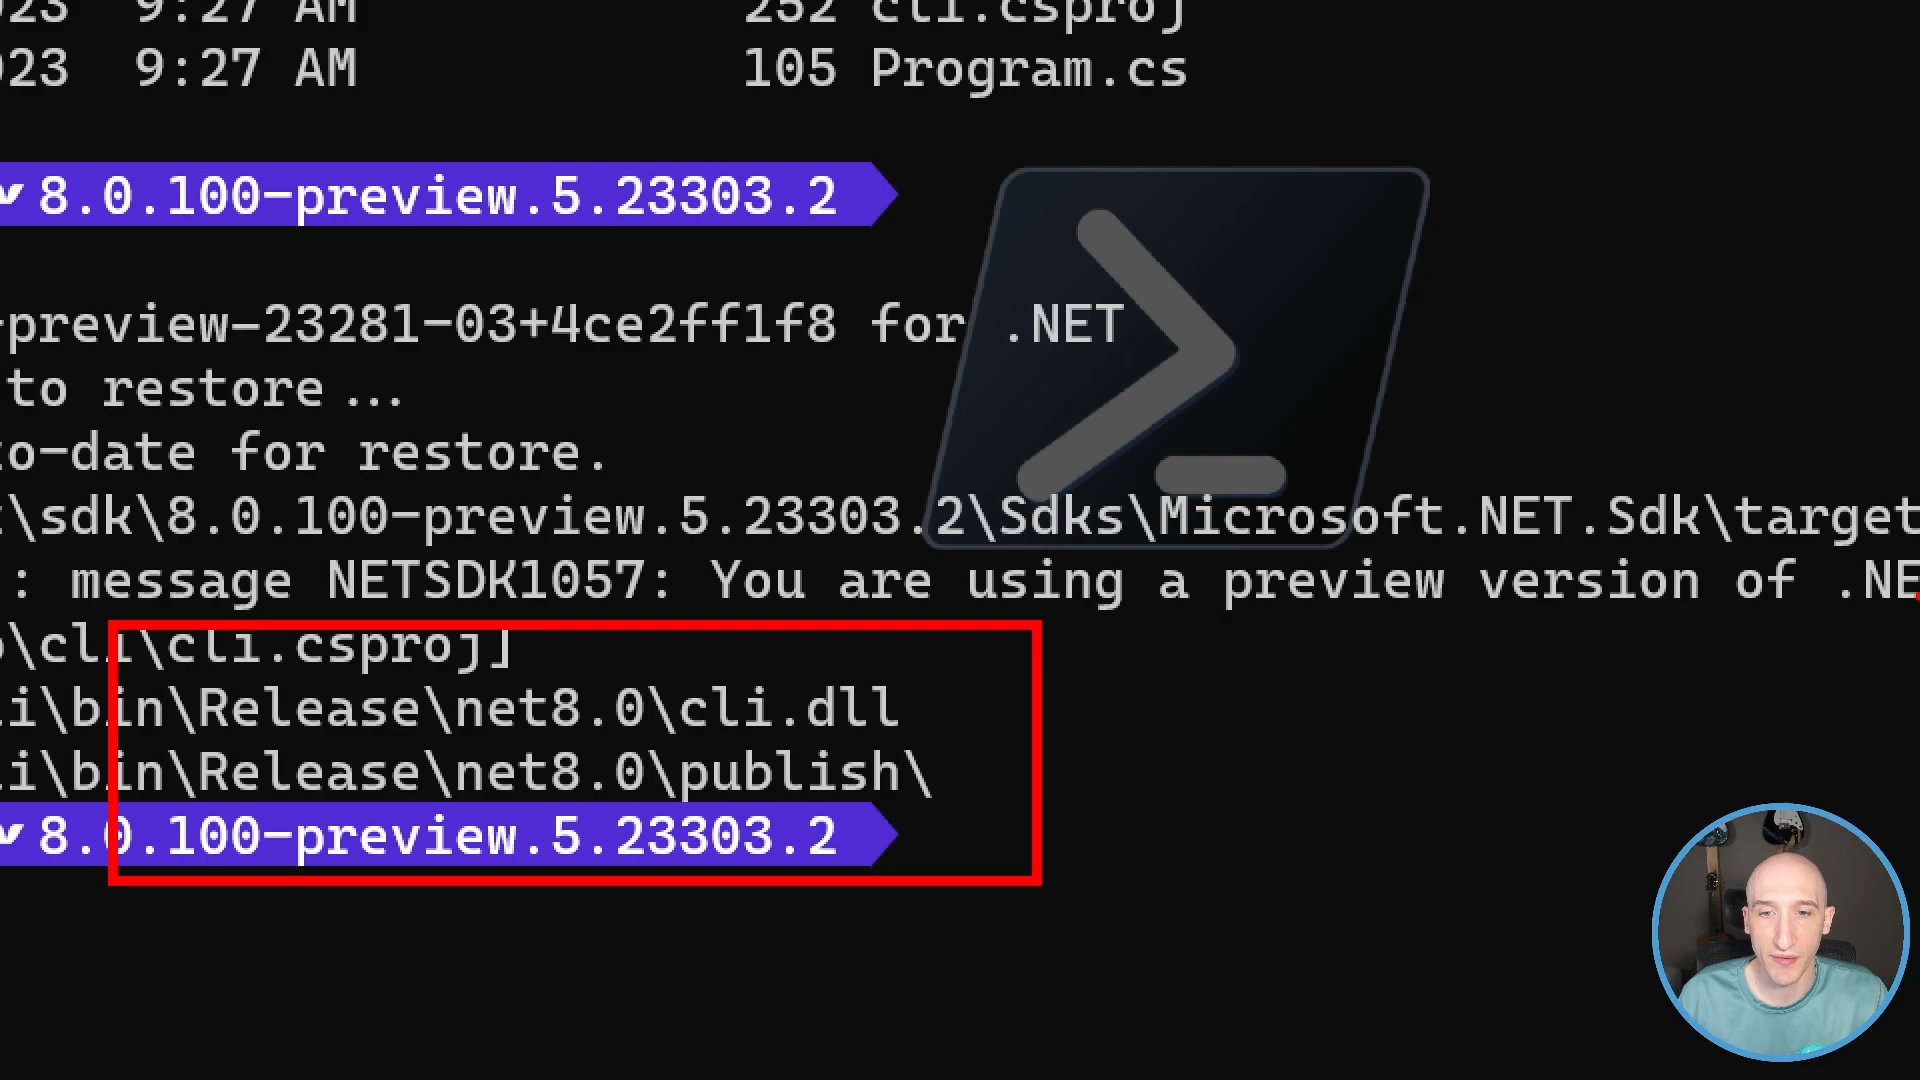 023 9:27 AM 252 cli.csproj
023 9:27 AM 105 Program.cs
8.0.100-preview.5.23303.2
-preview-23281-03+4ce2ff1f8 for .NET
to restore...
to-date for restore.
\sdk\8.0.100-preview.5.23303.2\Sdks\Microsoft.NET.Sdk\target
: message NETSDK1057: You are using a preview version of .NE
\cli\cli.csproj]
i\bin\Release\net8.0\cli.dll
i\bin\Release\net8.0\publish\
8.0.100-preview.5.23303.2